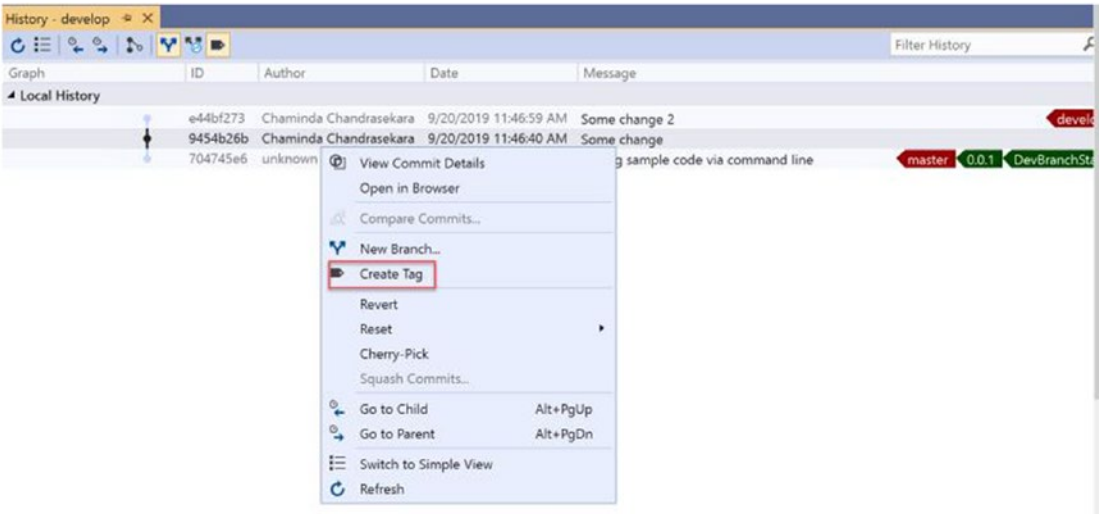 History - develop
Filter History
Graph ID Author Date Message
Local History
e44bf273 Chaminda Chandrasekara 9/20/2019 11:46:59 AM Some change 2
9454b26b Chaminda Chandrasekara 9/20/2019 11:46:40 AM Some change
704745e6 unknown sample code via command line master 0.0.1
View Commit Details
Open in Browser
Compare Commits...
New Branch...
Create Tag
Revert
Reset
Cherry-Pick
Squash Commits...
Go to Child Alt+PgUp
Go to Parent Alt+PgDn
Switch to Simple View
Refresh